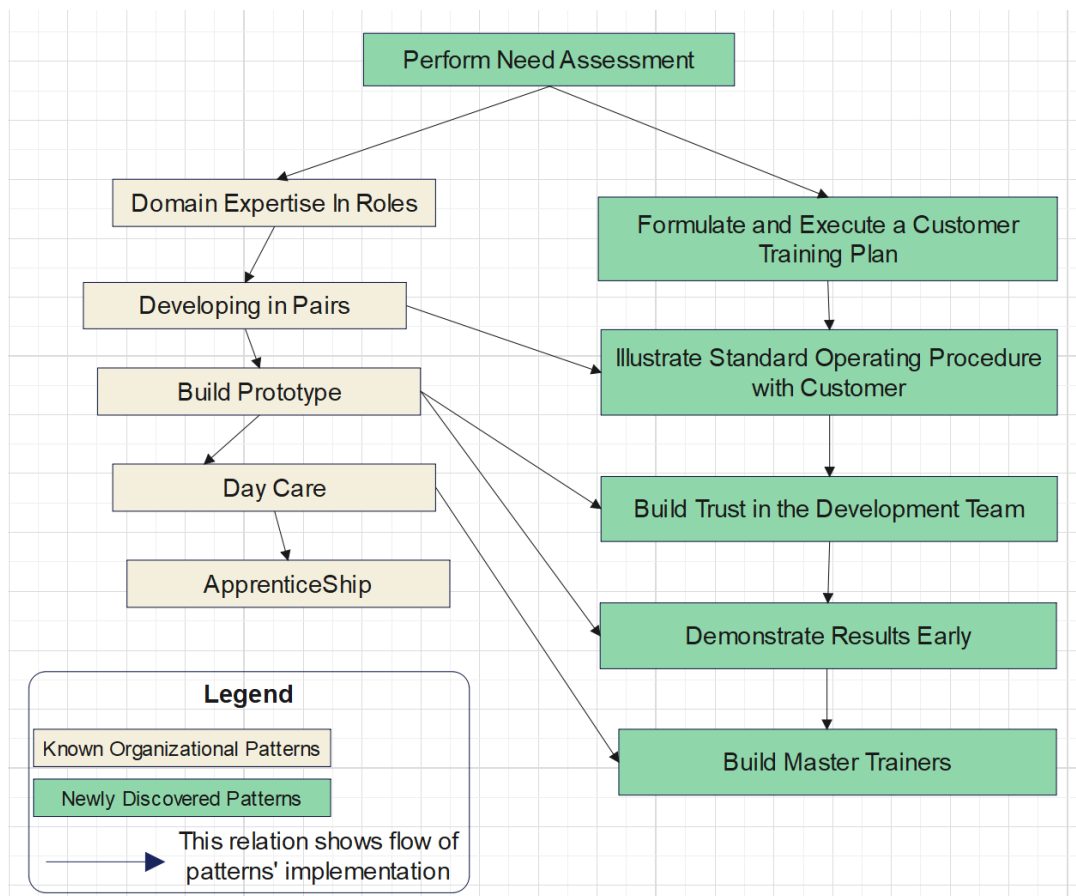 Perform Need Assessment
Domain Expertise In Roles
Formulate and Execute a Customer
Training Plan
Developing in Pairs
Illustrate Standard Operating Procedure
with Customer
Build Prototype
Day Care
Build Trust in the Development Team
ApprenticeShip
Demonstrate Results Early
Build Master Trainers
Legend
Known Organizational Patterns
Newly Discovered Patterns
This relation shows flow of
patterns' implementation